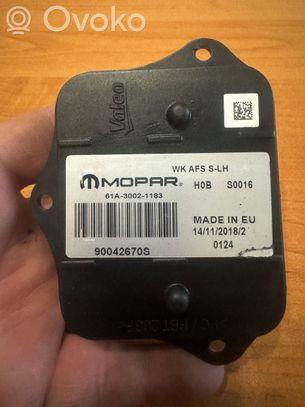 OVOKO
Valeo
WK AFS S-LH
MOPAR® H0B S0016
61A-3002-1183
MADE IN EU
14/11/2018/2
90042670S 0124